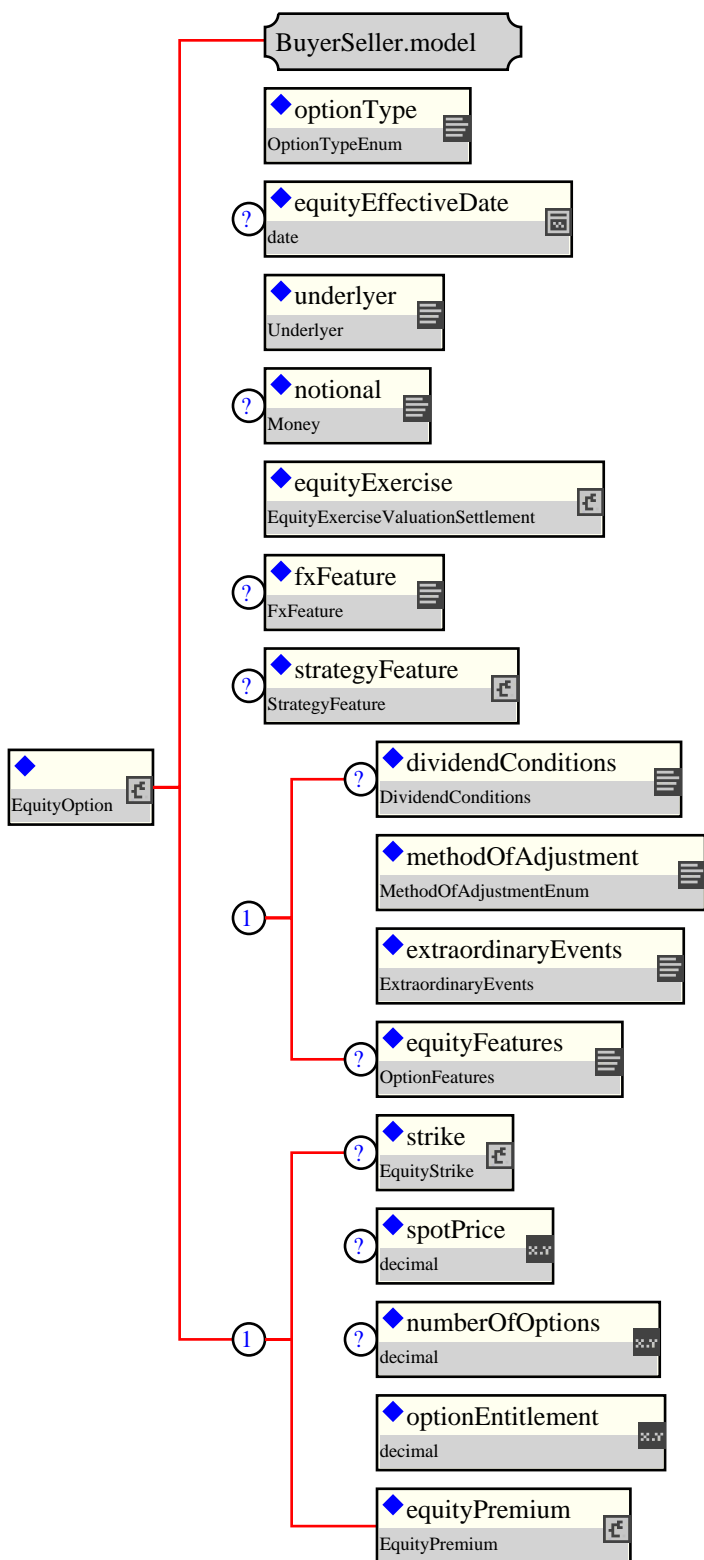 BuyerSeller.model
optionType
OptionTypeEnum
? equityEffectiveDate
date
underlyer
Underlyer
? notional
Money
equityExercise
EquityExerciseValuationSettlement
? fxFeature
FxFeature
? strategyFeature
StrategyFeature
EquityOption
? dividendConditions
DividendConditions
methodOfAdjustment
MethodOfAdjustmentEnum
1
extraordinaryEvents
ExtraordinaryEvents
? equityFeatures
OptionFeatures
? strike
EquityStrike
? spotPrice
decimal
x.Y
1
? numberOfOptions
decimal
x.Y
optionEntitlement
decimal
x.Y
equityPremium
EquityPremium